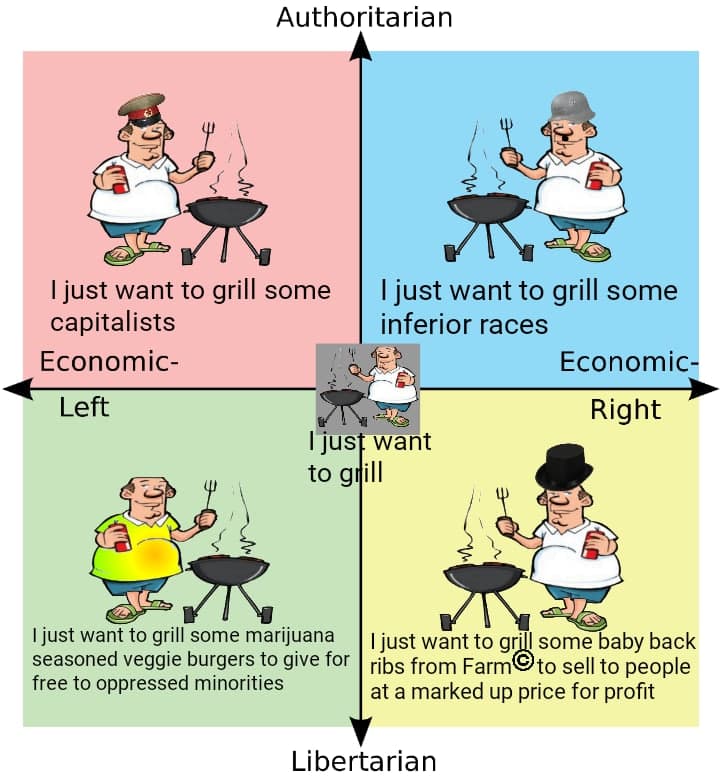 Authoritarian
I just want to grill some
capitalists
I just want to grill some
inferior races
Economic-
Left
Economic-
Right
I just want
to grill
I just want to grill some marijuana
seasoned veggie burgers to give for
free to oppressed minorities
I just want to grill some baby back
ribs from Farm© to sell to people
at a marked up price for profit
Libertarian